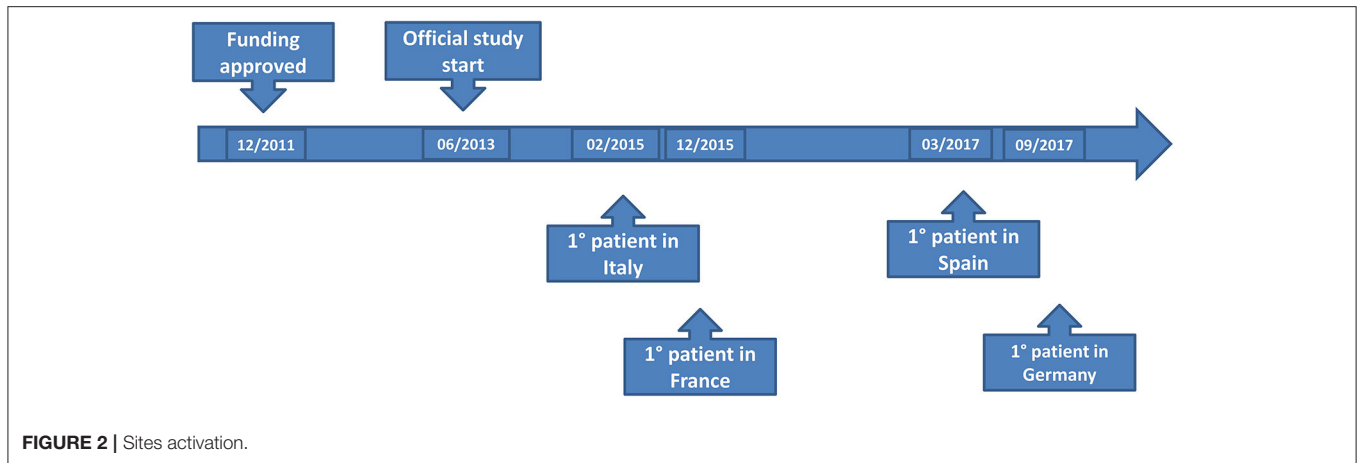 Funding
approved
Official study
start
12/2011
06/2013
02/2015
12/2015
03/2017
09/2017
1° patient in
Italy
1° patient in
Spain
1° patient in
France
1° patient in
Germany
FIGURE 2 | Sites activation.